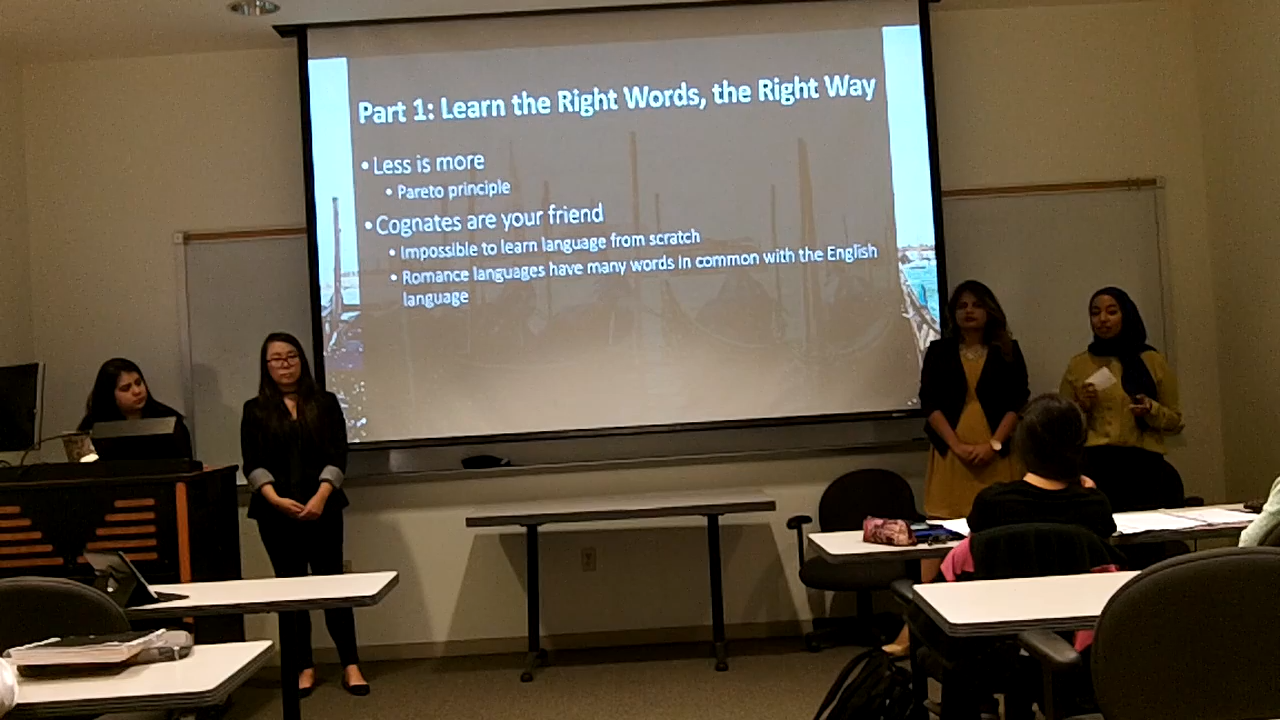 Part 1: Learn the Right Words, the Right Way
• Less is more
• Pareto principle
• Cognates are your friend
• Impossible to learn language from scratch
• Romance languages have many words in common with the English
language